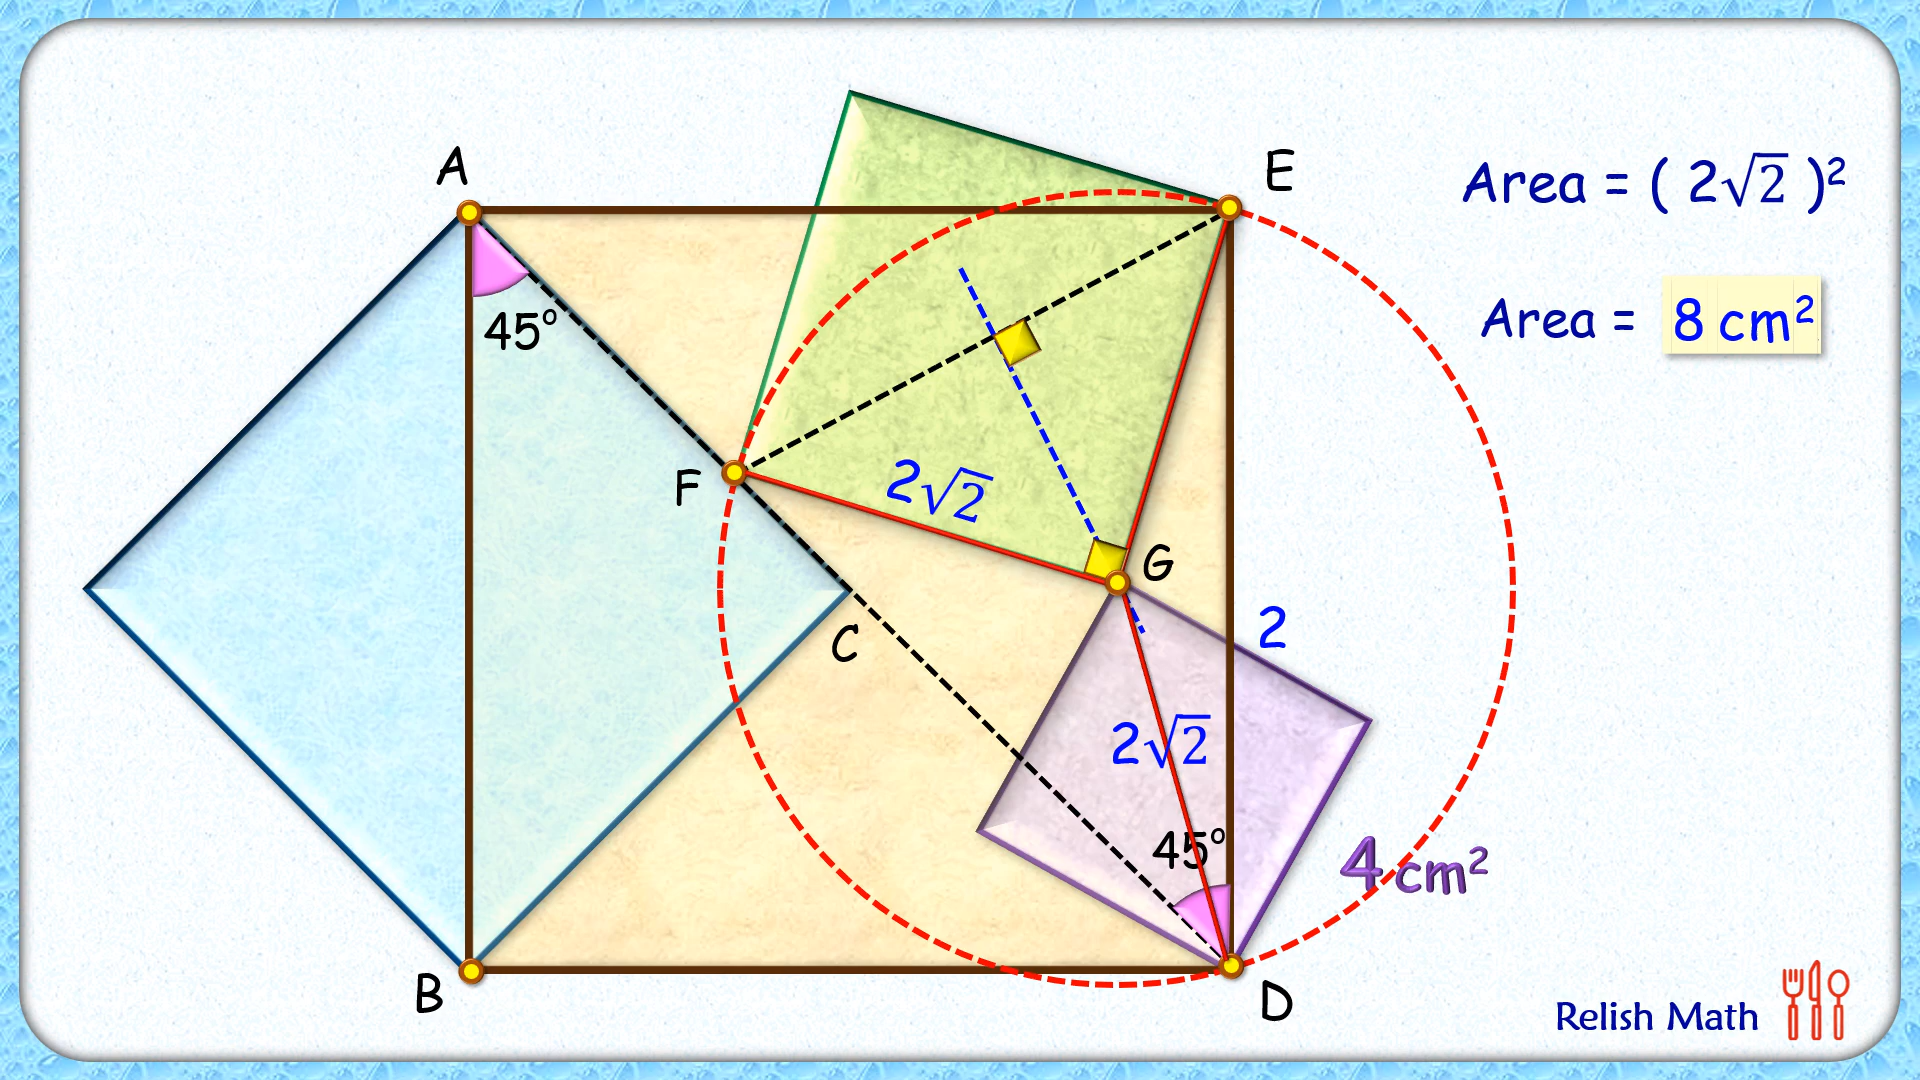 A
E
Area = ( 2√2 )²
45°
Area = 8 cm²
F
2√2
G
C
2
2√2
45°
4 cm²
B
D
Relish Math